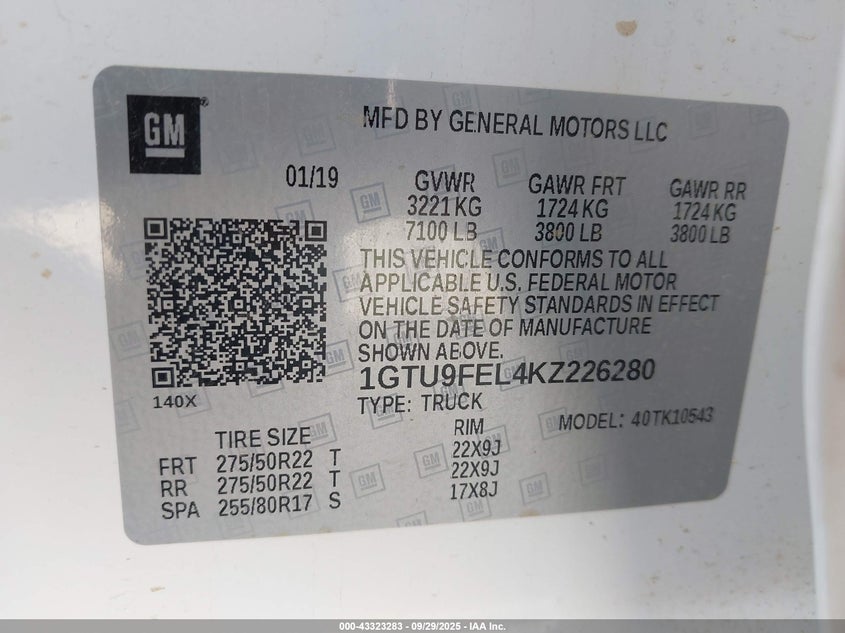 GM
MFD BY GENERAL MOTORS LLC
01/19
GVWR GAWR FRT GAWR RR
3221 KG 1724 KG 1724 KG
7100 LB 3800 LB 3800 LB
THIS VEHICLE CONFORMS TO ALL
APPLICABLE U.S. FEDERAL MOTOR
VEHICLE SAFETY STANDARDS IN EFFECT
ON THE DATE OF MANUFACTURE
SHOWN ABOVE.
1GTU9FEL4KZ226280
140X
TYPE: TRUCK
MODEL: 40TK10543
TIRE SIZE RIM
FRT 275/50R22 T 22X9J
RR 275/50R22 T 22X9J
SPA 255/80R17 S 17X8J
000-43323283 - 09/29/2025 - IAA Inc.